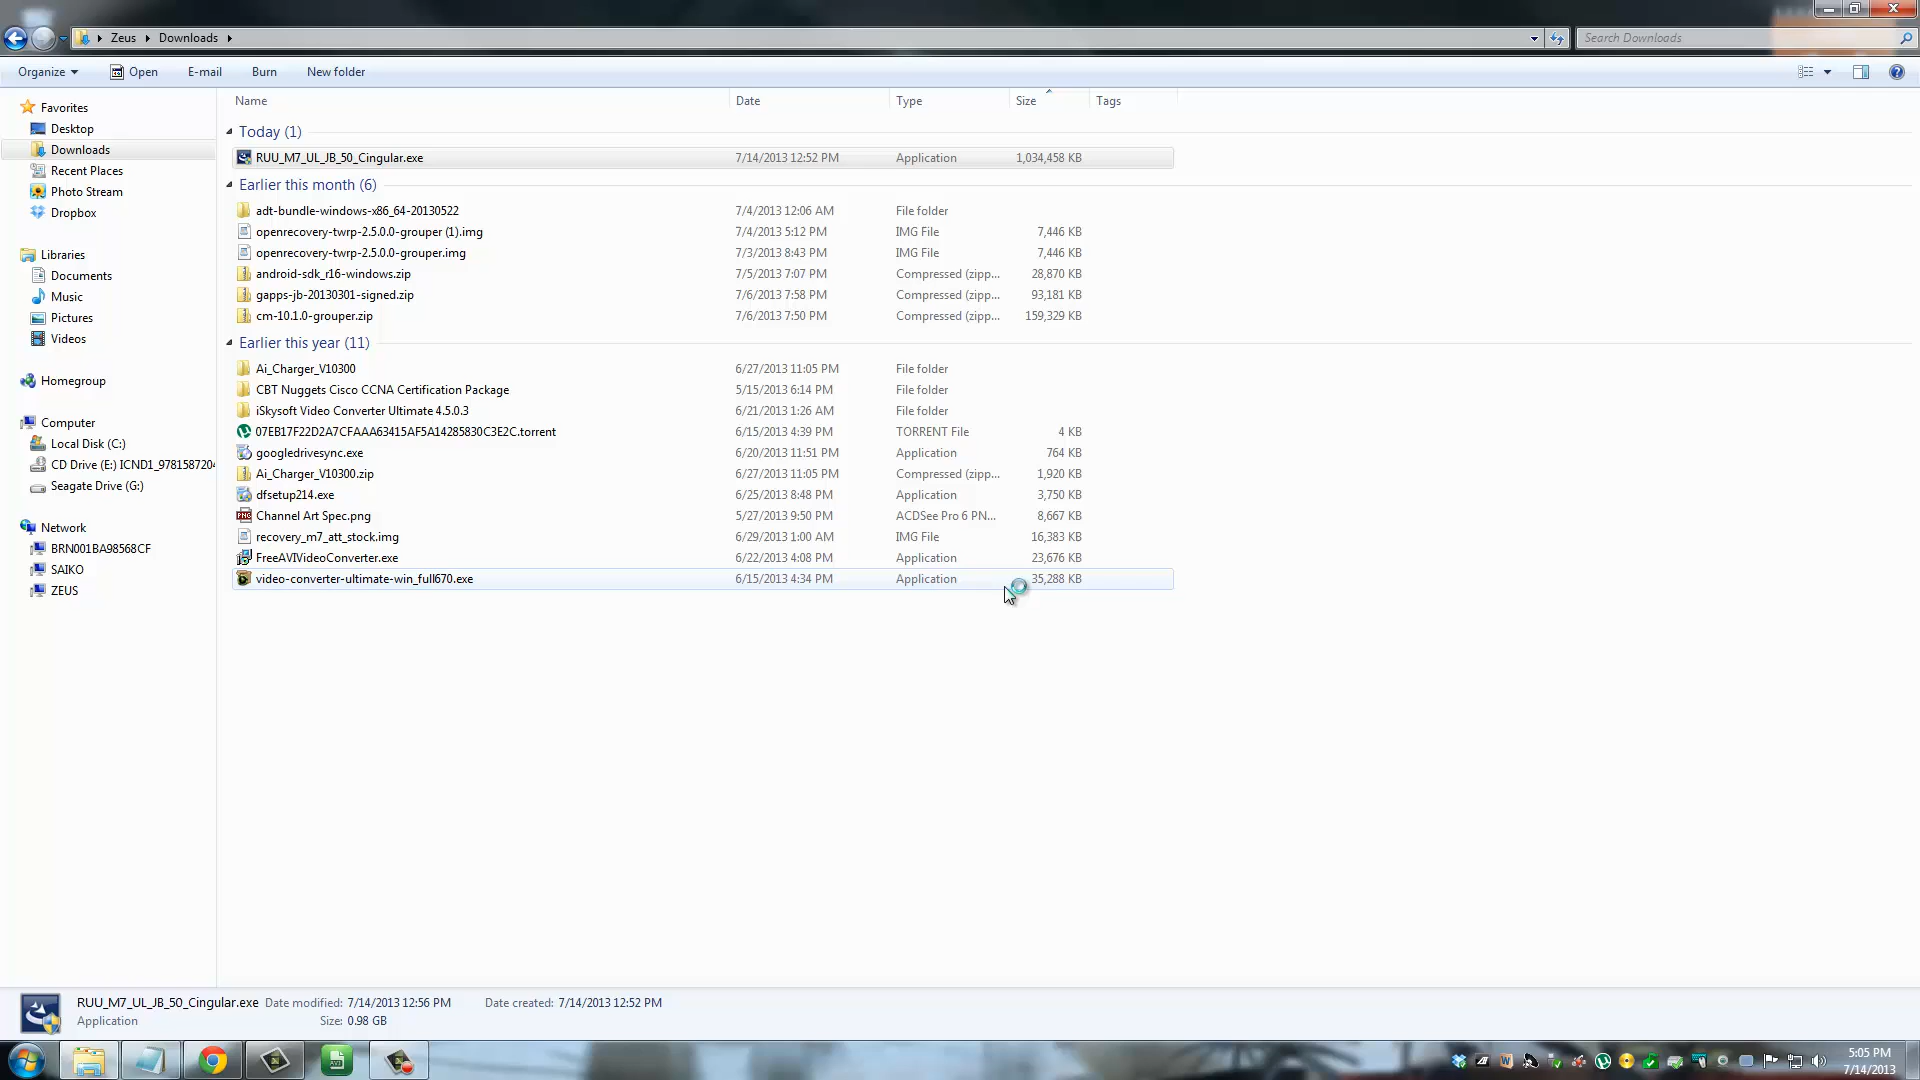 Zeus Downloads
Search Downloads
Organize Open E-mail Burn New folder
Name Date Type Size Tags
Favorites
Desktop
Downloads
Recent Places
Photo Stream
Dropbox
Libraries
Documents
Music
Pictures
Videos
Homegroup
Computer
Local Disk (C:)
CD Drive (E:) ICND1_9781587204
Seagate Drive (G:)
Network
BRN001BA98568CF
SAIKO
ZEUS
Today (1)
RUU_M7_UL_JB_50_Cingular.exe 7/14/2013 12:52 PM Application 1,034,458 KB
Earlier this month (6)
adt-bundle-windows-x86_64-20130522 7/4/2013 12:06 AM File folder
openrecovery-twrp-2.5.0.0-grouper (1).img 7/4/2013 5:12 PM IMG File 7,446 KB
openrecovery-twrp-2.5.0.0-grouper.img 7/3/2013 8:43 PM IMG File 7,446 KB
android-sdk_r16-windows.zip 7/5/2013 7:07 PM Compressed (zipp... 28,870 KB
gapps-jb-20130301-signed.zip 7/6/2013 7:58 PM Compressed (zipp... 93,181 KB
cm-10.1.0-grouper.zip 7/6/2013 7:50 PM Compressed (zipp... 159,329 KB
Earlier this year (11)
Ai_Charger_V10300 6/27/2013 11:05 PM File folder
CBT Nuggets Cisco CCNA Certification Package 5/15/2013 6:14 PM File folder
iSkysoft Video Converter Ultimate 4.5.0.3 6/21/2013 1:26 AM File folder
07EB17F22D2A7CFAAA63415AF5A14285830C3E2C.torrent 6/15/2013 4:39 PM TORRENT File 4 KB
googledrivesync.exe 6/20/2013 11:51 PM Application 764 KB
Ai_Charger_V10300.zip 6/27/2013 11:05 PM Compressed (zipp... 1,920 KB
dfsetup214.exe 6/25/2013 8:48 PM Application 3,750 KB
Channel Art Spec.png 5/27/2013 9:50 PM ACDSee Pro 6 PN... 8,667 KB
recovery_m7_att_stock.img 6/29/2013 1:00 AM IMG File 16,383 KB
FreeAVIVideoConverter.exe 6/22/2013 4:08 PM Application 23,676 KB
video-converter-ultimate-win_full670.exe 6/15/2013 4:34 PM Application 35,288 KB
RUU_M7_UL_JB_50_Cingular.exe Date modified: 7/14/2013 12:56 PM Date created: 7/14/2013 12:52 PM
Application Size: 0.98 GB
5:05 PM
7/14/2013